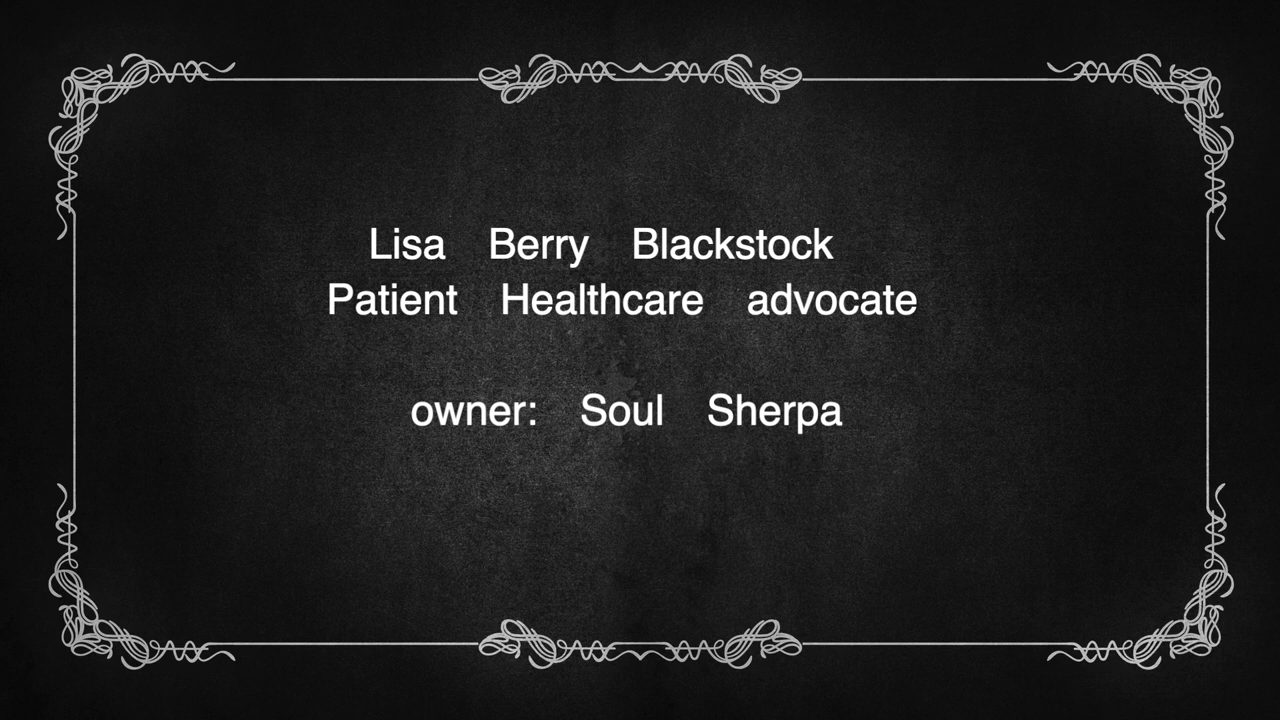 Lisa Berry Blackstock
Patient Healthcare advocate
owner: Soul Sherpa